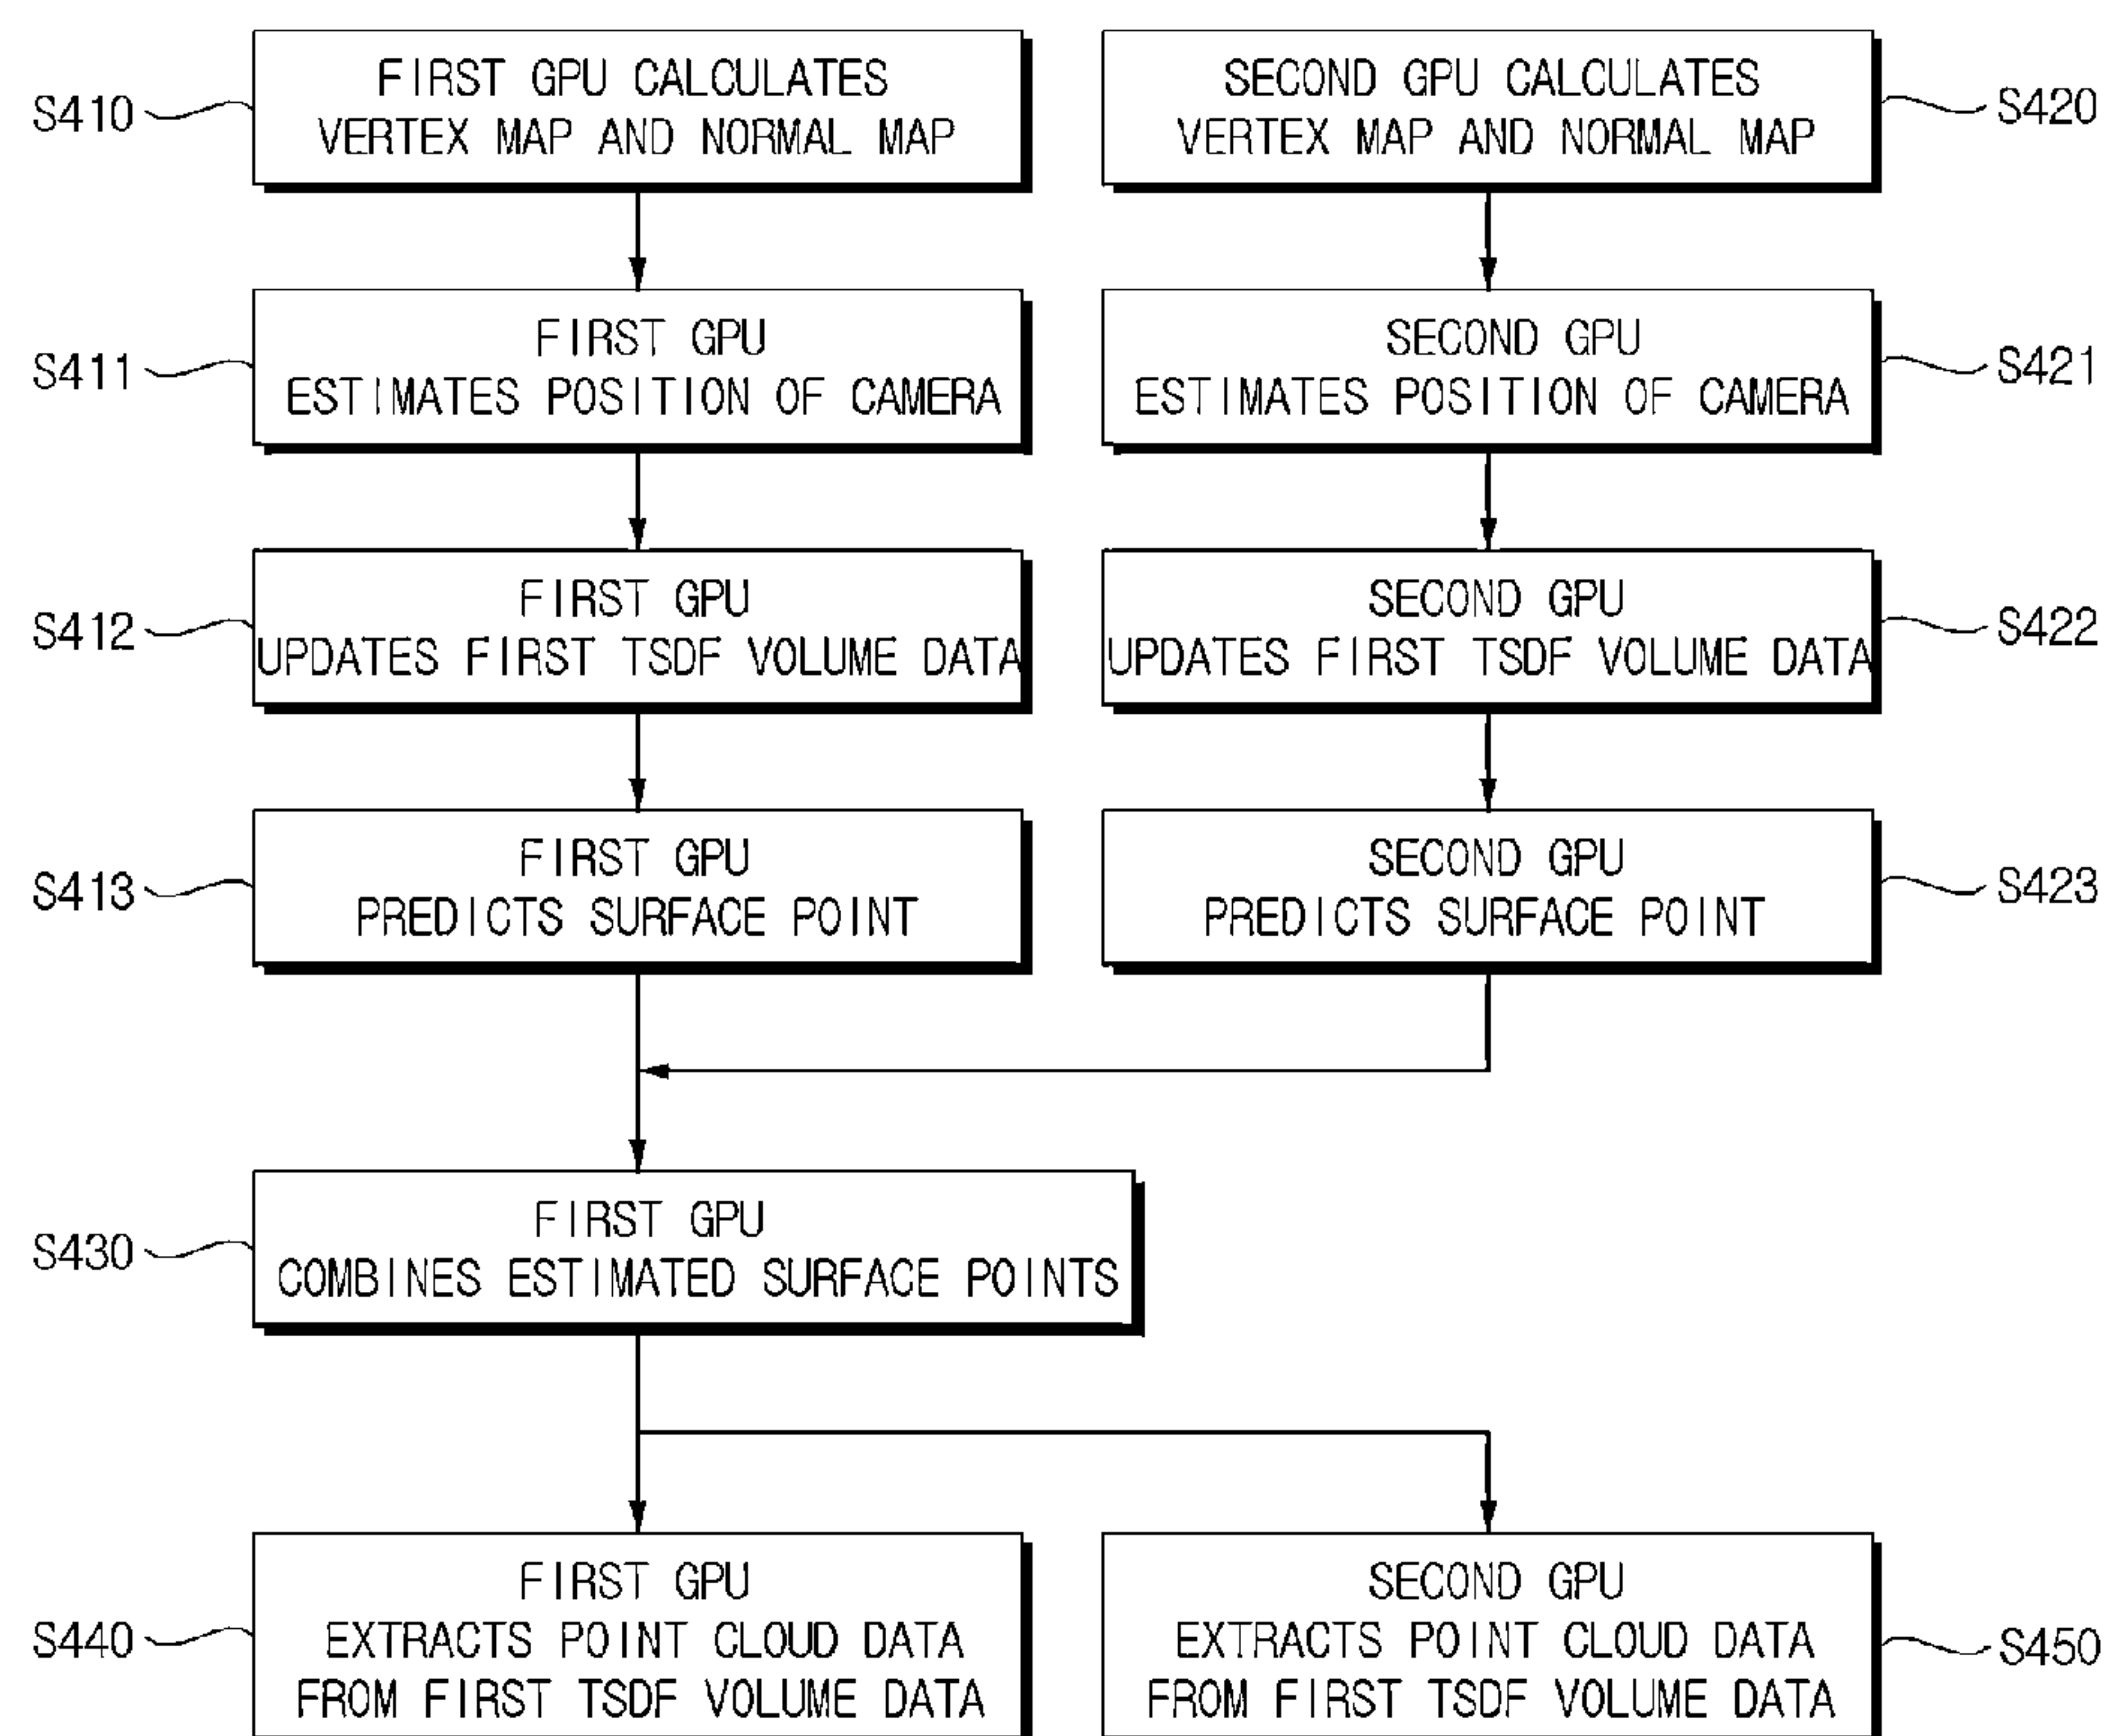 S410
FIRST GPU CALCULATES
VERTEX MAP AND NORMAL MAP
SECOND GPU CALCULATES
VERTEX MAP AND NORMAL MAP
S420
S411
FIRST GPU
ESTIMATES POSITION OF CAMERA
SECOND GPU
ESTIMATES POSITION OF CAMERA
S421
S412
FIRST GPU
UPDATES FIRST TSDF VOLUME DATA
SECOND GPU
UPDATES FIRST TSDF VOLUME DATA
S422
S413
FIRST GPU
PREDICTS SURFACE POINT
SECOND GPU
PREDICTS SURFACE POINT
S423
S430
FIRST GPU
COMBINES ESTIMATED SURFACE POINTS
S440
FIRST GPU
EXTRACTS POINT CLOUD DATA
FROM FIRST TSDF VOLUME DATA
SECOND GPU
EXTRACTS POINT CLOUD DATA
FROM FIRST TSDF VOLUME DATA
S450